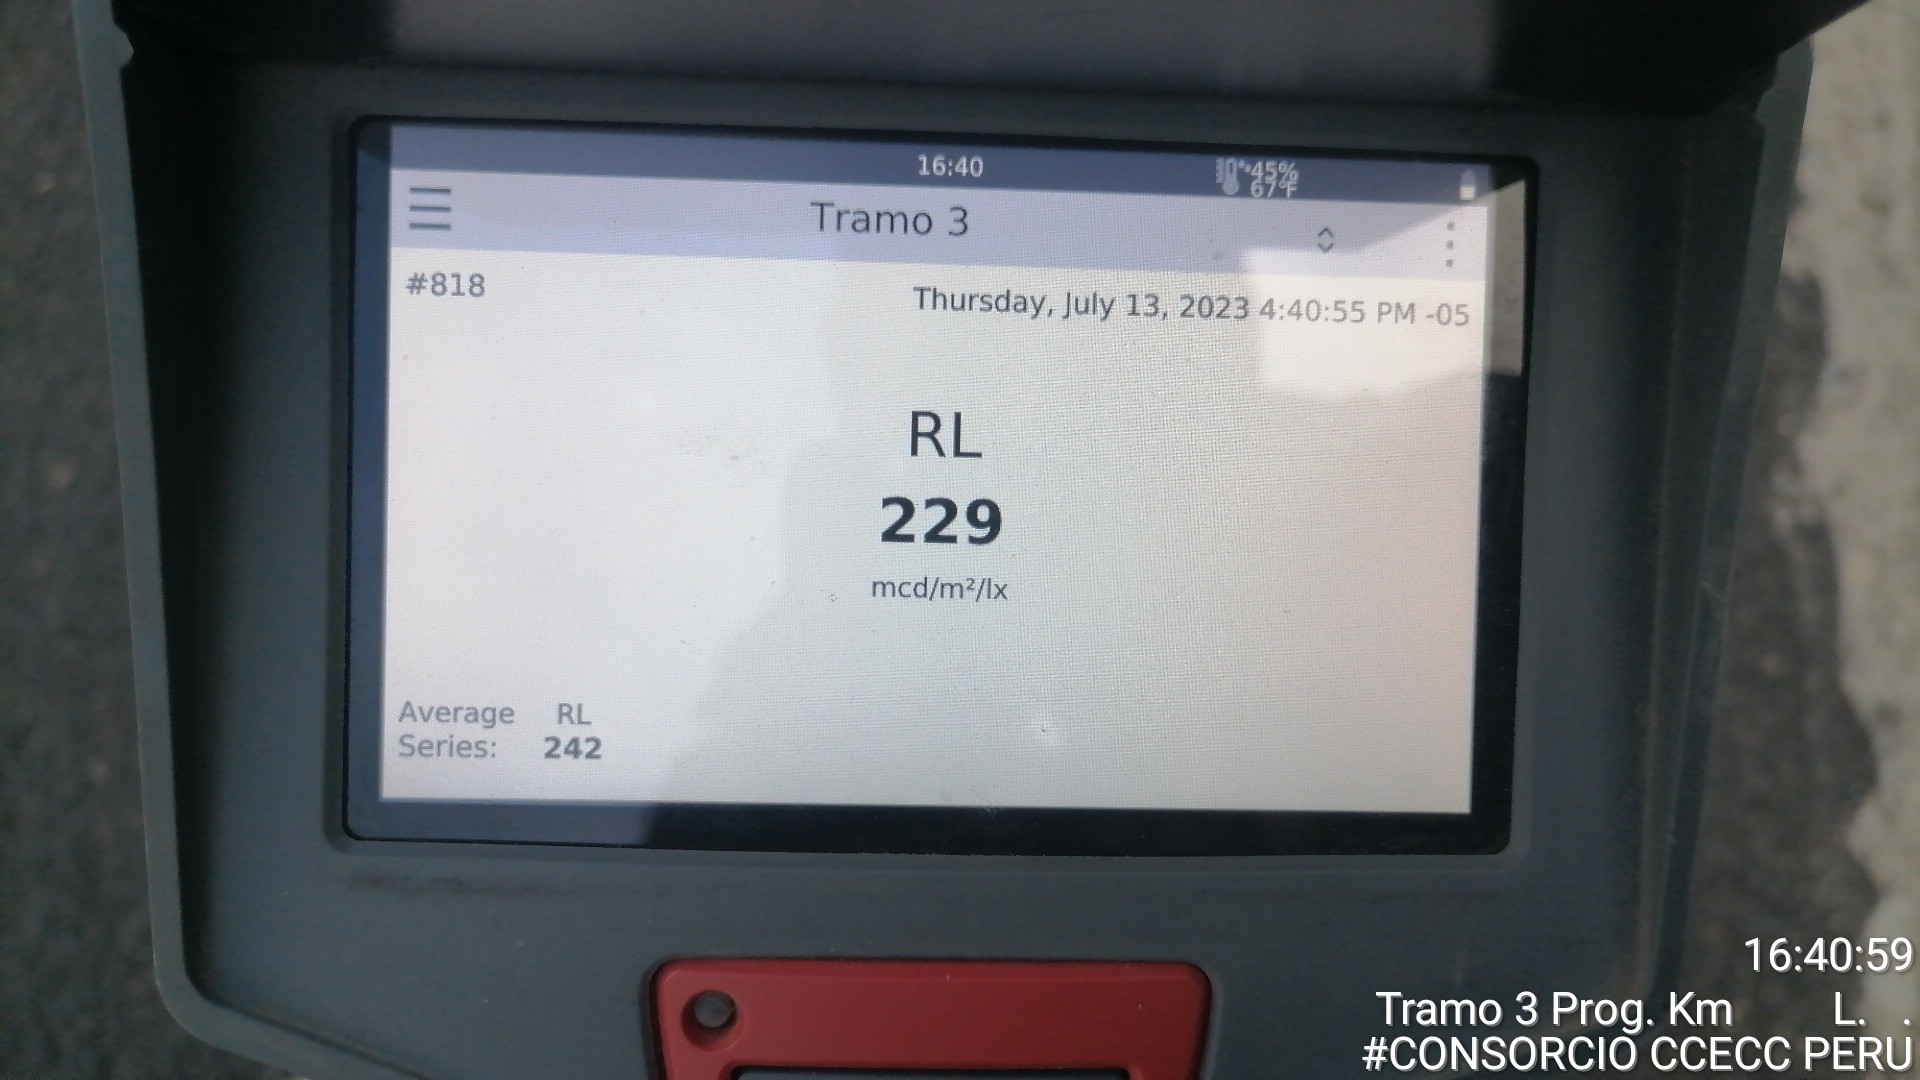 16:40
45%
67°F
Tramo 3
#818
Thursday, July 13, 2023 4:40:55 PM -05
RL
229
mcd/m²/lx
Average RL
Series: 242
16:40:59
Tramo 3 Prog. Km L. .
#CONSORCIO CCECC PERU